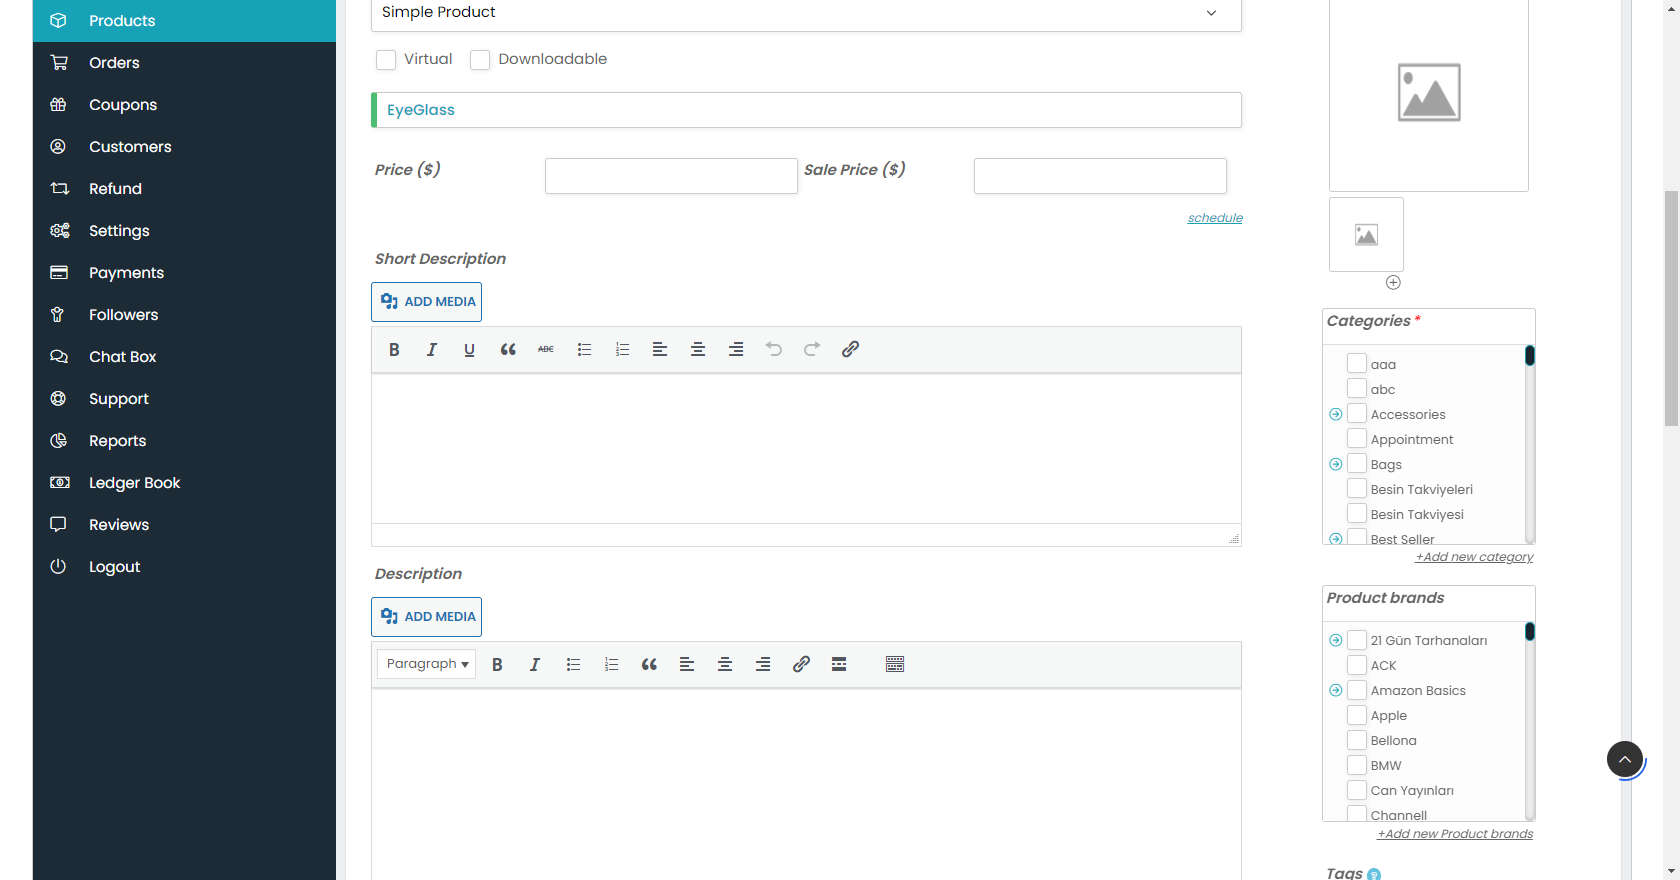 Products
Orders
Coupons
Customers
Refund
Settings
Payments
Followers
Chat Box
Support
Reports
Ledger Book
Reviews
Logout
Simple Product
Virtual Downloadable
EyeGlass
Price ($) Sale Price ($)
schedule
Short Description
ADD MEDIA
B I U ABC
Description
ADD MEDIA
Paragraph B I
Categories *
aaa
abc
Accessories
Appointment
Bags
Besin Takviyeleri
Besin Takviyesi
Best Seller
+Add new category
Product brands
21 Gün Tarhanaları
ACK
Amazon Basics
Apple
Bellona
BMW
Can Yayınları
Channell
+Add new Product brands
Tags ?